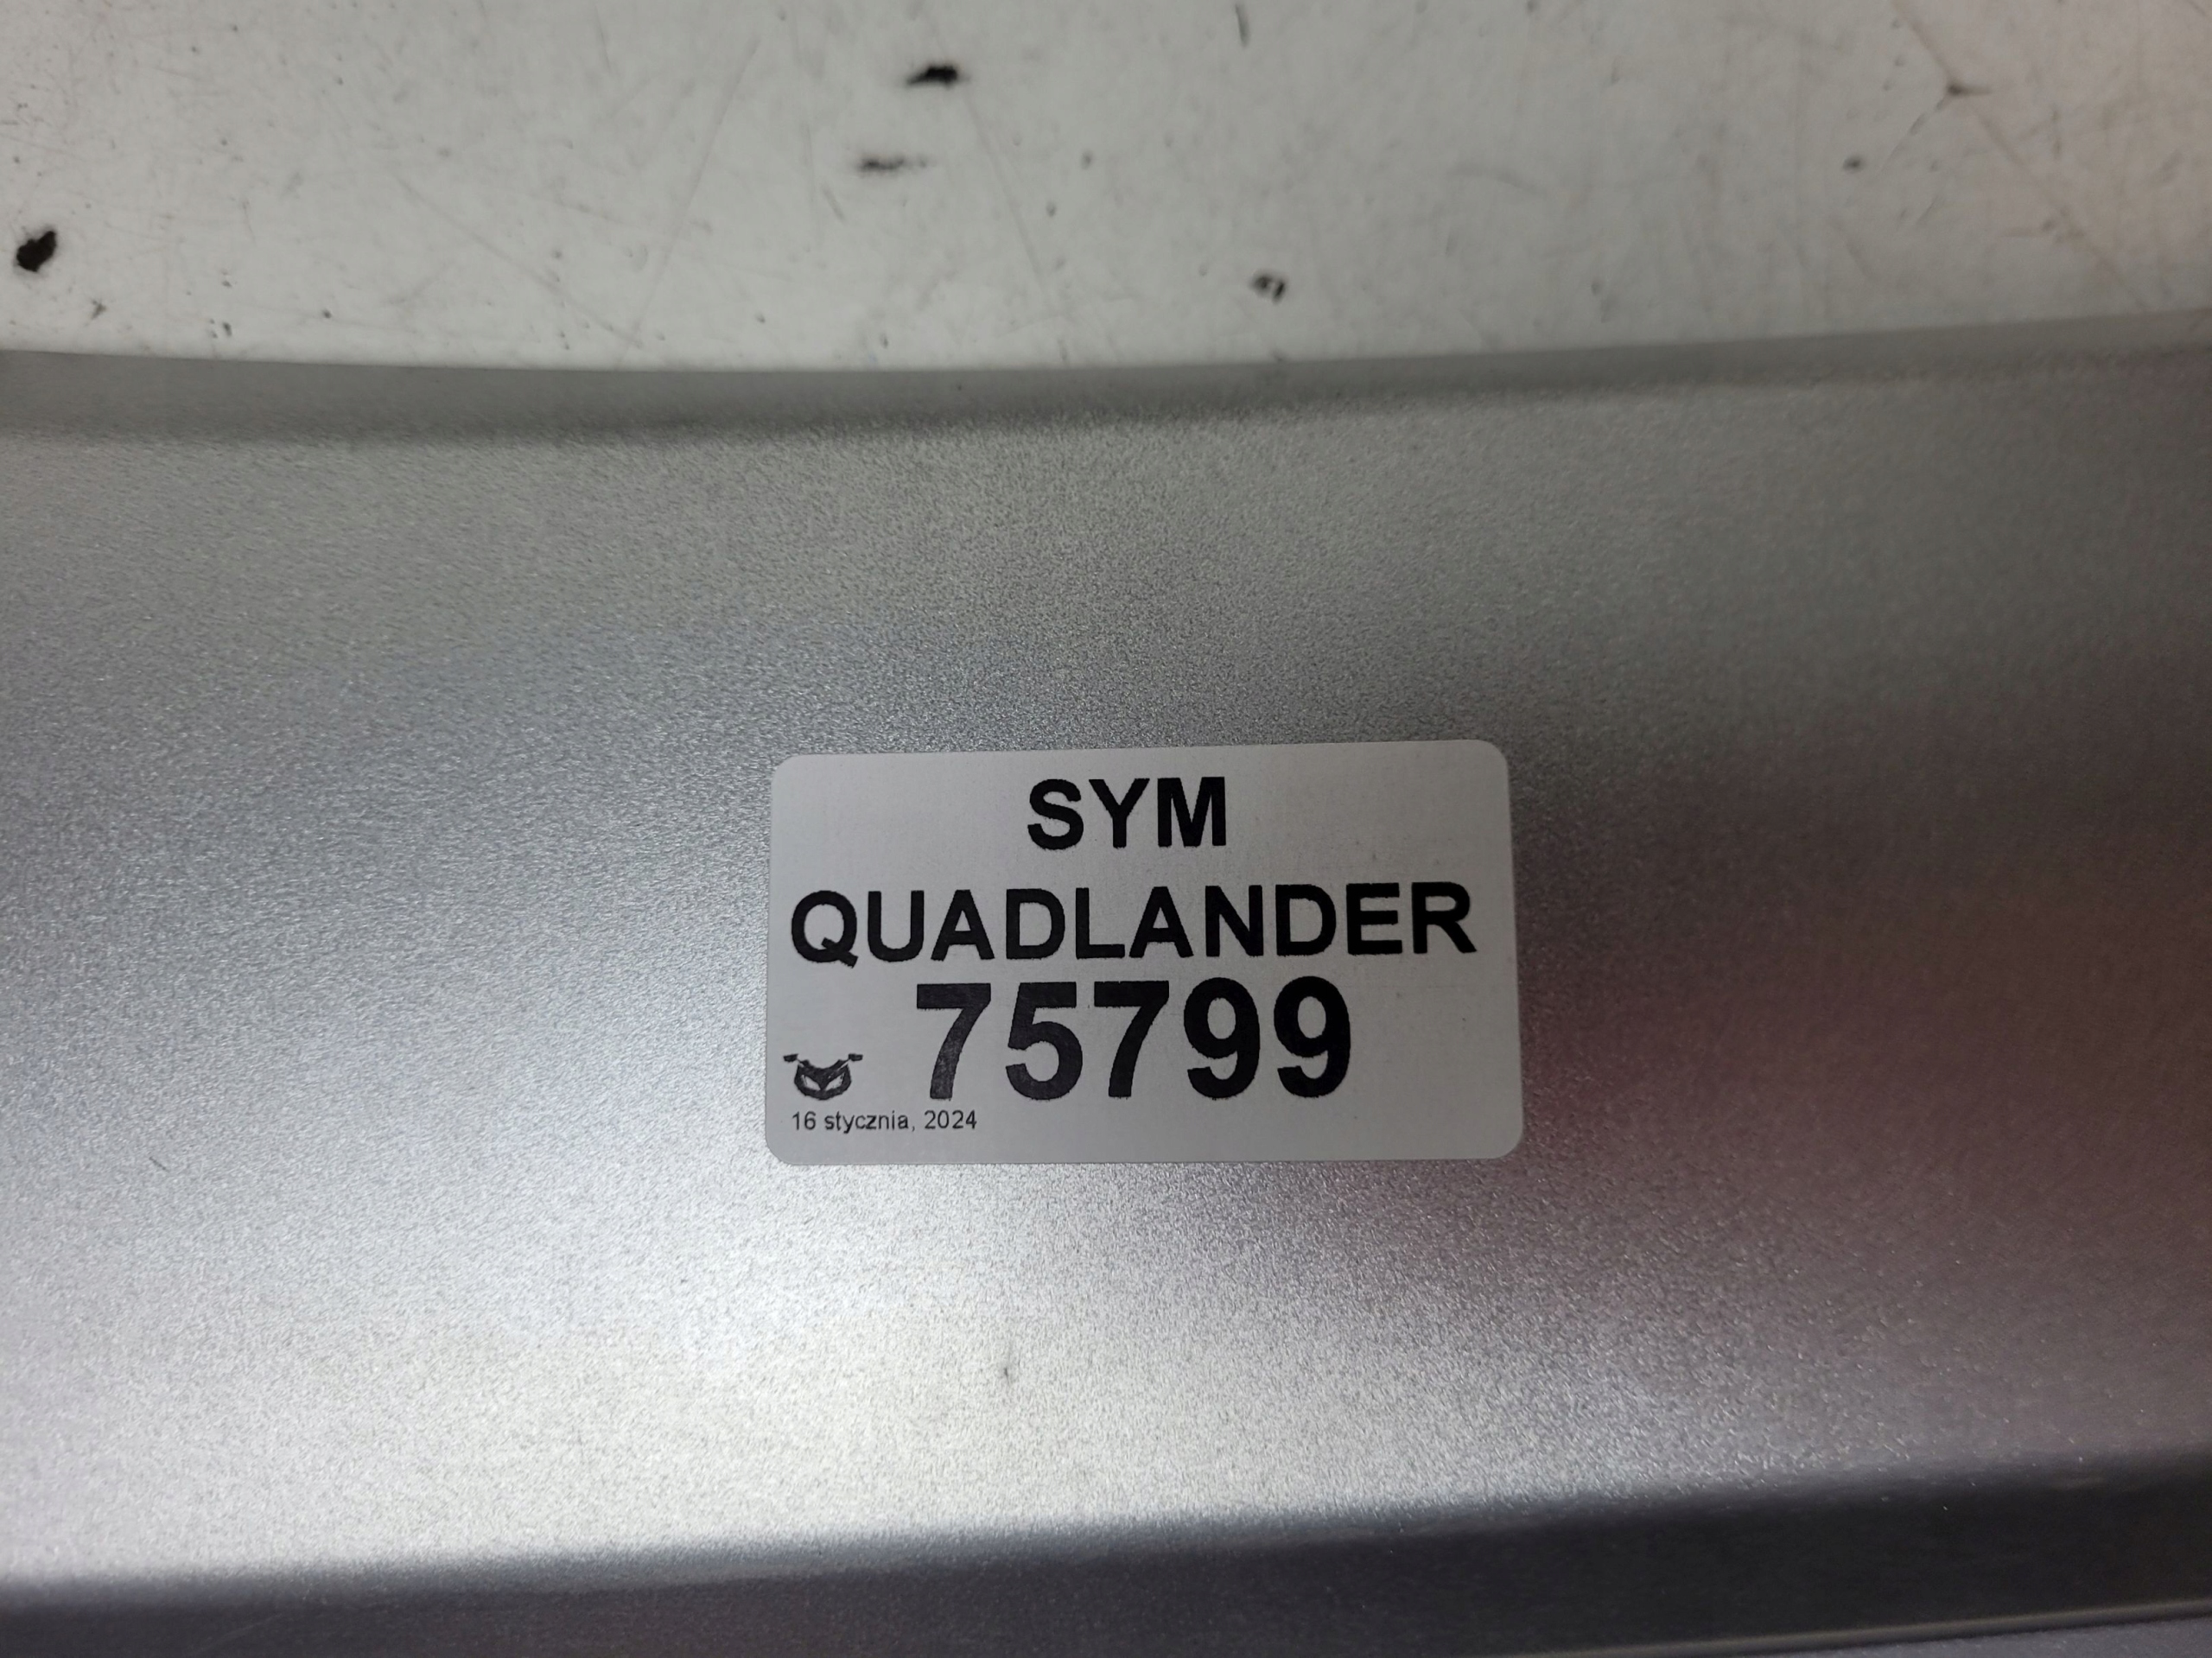 SYM
QUADLANDER
75799
16 stycznia, 2024